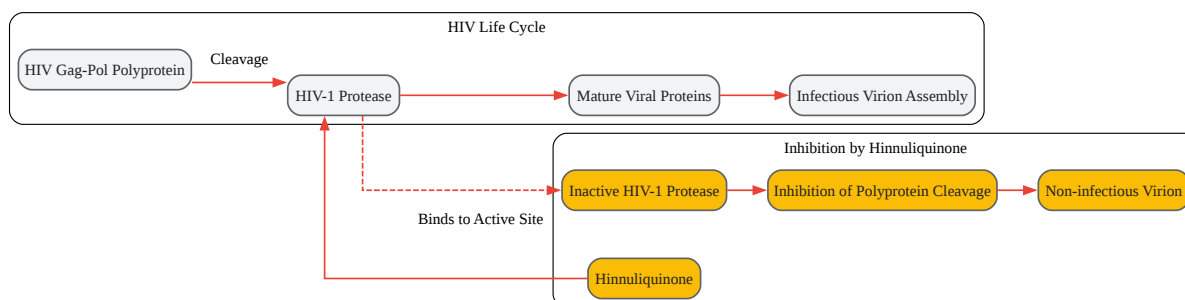 HIV Life Cycle
HIV Gag-Pol Polyprotein
Cleavage
HIV-1 Protease
Mature Viral Proteins
Infectious Virion Assembly
Inhibition by Hinnuliquinone
Inactive HIV-1 Protease
Inhibition of Polyprotein Cleavage
Non-infectious Virion
Binds to Active Site
Hinnuliquinone